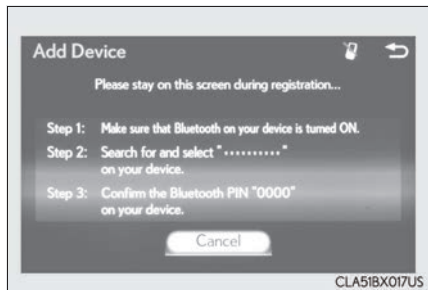 Add Device
Please stay on this screen during registration...
Step 1: Make sure that Bluetooth on your device is turned ON.
Step 2: Search for and select "··········"
on your device.
Step 3: Confirm the Bluetooth PIN "0000"
on your device.
Cancel
CLA51BX017US